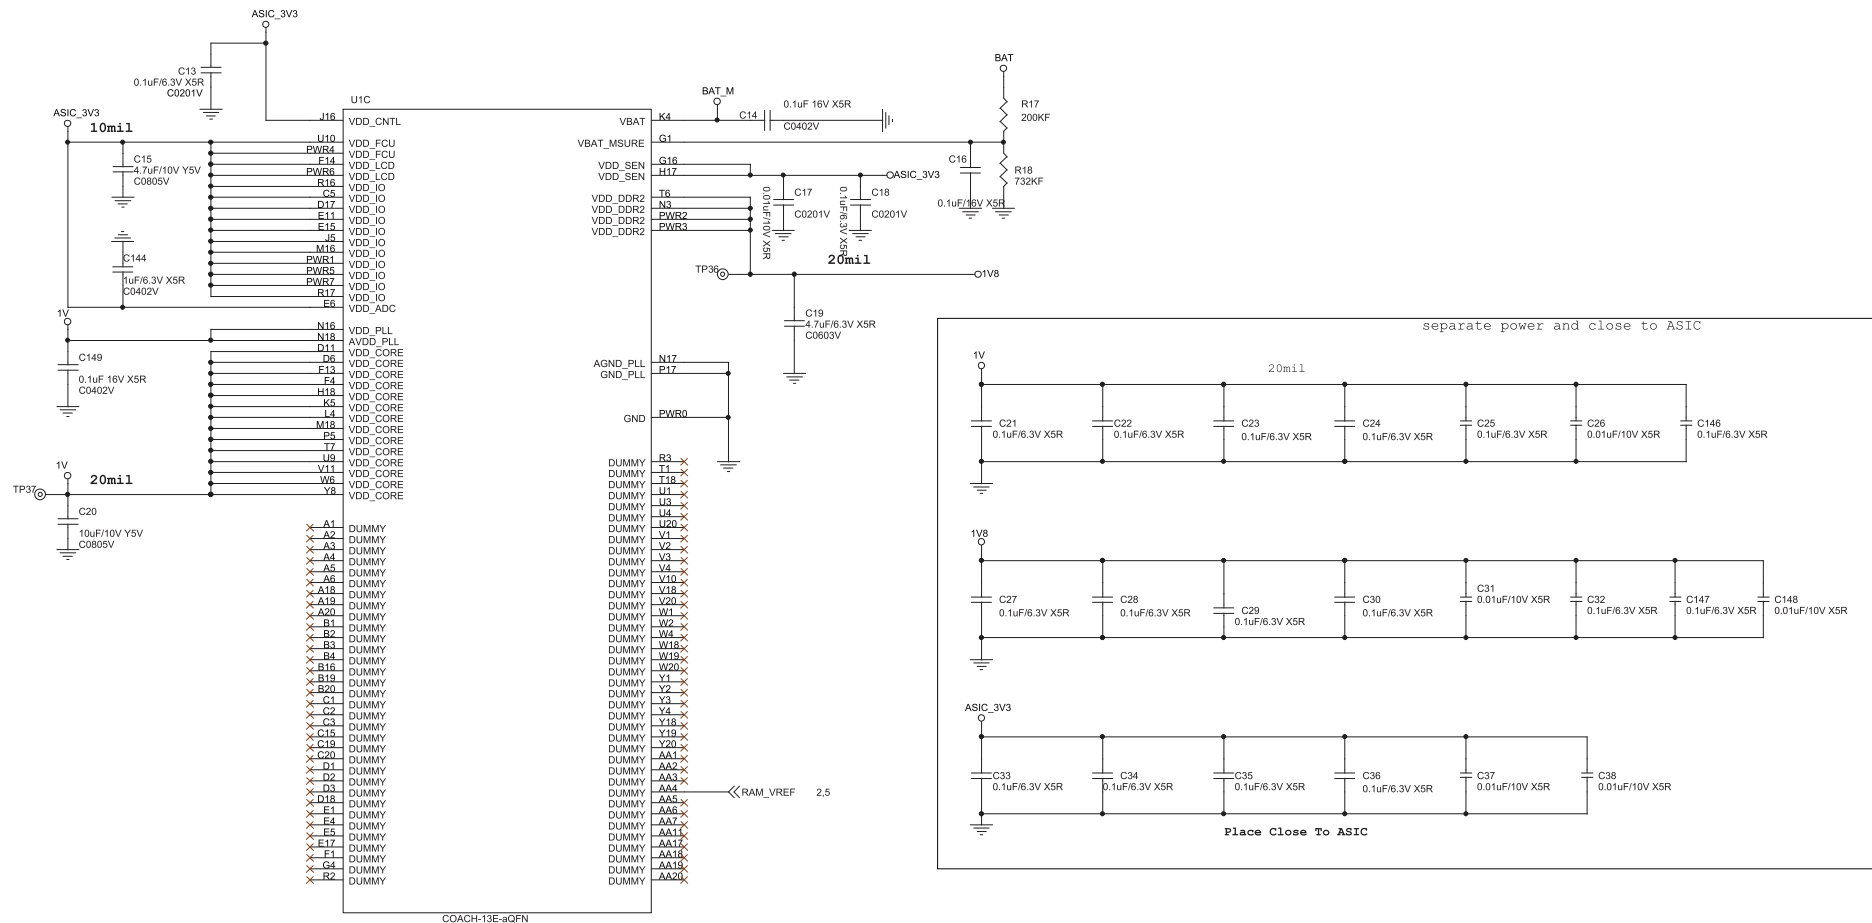 ASIC_3V3
C13
0.1uF/6.3V X5R
C0201V
ASIC_3V3
10mil
C15
4.7uF/10V Y5V
C0805V
C144
1uF/6.3V X5R
C0402V
1V
C149
0.1uF 16V X5R
C0402V
1V
20mil
TP37
C20
10uF/10V Y5V
C0805V
U1C
J16 VDD_CNTL
U10 VDD_FCU
PWR4 VDD_FCU
F14 VDD_LCD
PWR6 VDD_LCD
R16 VDD_IO
C5 VDD_IO
D17 VDD_IO
E11 VDD_IO
E15 VDD_IO
J5 VDD_IO
M16 VDD_IO
PWR1 VDD_IO
PWR5 VDD_IO
PWR7 VDD_IO
R17 VDD_IO
E6 VDD_ADC
N16 VDD_PLL
N18 AVDD_PLL
D11 VDD_CORE
D6 VDD_CORE
F13 VDD_CORE
F4 VDD_CORE
H18 VDD_CORE
K5 VDD_CORE
L4 VDD_CORE
M18 VDD_CORE
P5 VDD_CORE
T7 VDD_CORE
U9 VDD_CORE
V11 VDD_CORE
W6 VDD_CORE
Y8 VDD_CORE
A1 DUMMY
A2 DUMMY
A3 DUMMY
A4 DUMMY
A5 DUMMY
A6 DUMMY
A18 DUMMY
A19 DUMMY
A20 DUMMY
B1 DUMMY
B2 DUMMY
B3 DUMMY
B4 DUMMY
B16 DUMMY
B19 DUMMY
B20 DUMMY
C1 DUMMY
C2 DUMMY
C3 DUMMY
C15 DUMMY
C19 DUMMY
C20 DUMMY
D1 DUMMY
D2 DUMMY
D3 DUMMY
D18 DUMMY
E1 DUMMY
E4 DUMMY
E5 DUMMY
E17 DUMMY
F1 DUMMY
G4 DUMMY
R2 DUMMY
VBAT K4
VBAT_MSURE G1
VDD_SEN G16
VDD_SEN H17
VDD_DDR2 T6
VDD_DDR2 N3
VDD_DDR2 PWR2
VDD_DDR2 PWR3
AGND_PLL N17
GND_PLL P17
GND PWR0
DUMMY R3
DUMMY T1
DUMMY T18
DUMMY U1
DUMMY U3
DUMMY U4
DUMMY U20
DUMMY V1
DUMMY V2
DUMMY V3
DUMMY V4
DUMMY V10
DUMMY V18
DUMMY V20
DUMMY W1
DUMMY W2
DUMMY W4
DUMMY W18
DUMMY W19
DUMMY W20
DUMMY Y1
DUMMY Y2
DUMMY Y3
DUMMY Y4
DUMMY Y18
DUMMY Y19
DUMMY Y20
DUMMY AA1
DUMMY AA2
DUMMY AA3
DUMMY AA4
DUMMY AA5
DUMMY AA6
DUMMY AA7
DUMMY AA11
DUMMY AA17
DUMMY AA18
DUMMY AA19
DUMMY AA20
COACH-13E-aQFN
RAM_VREF 2,5
BAT_M
C14
0.1uF 16V X5R
C0402V
BAT
R17
200KF
R18
732KF
C16
0.1uF/16V X5R
ASIC_3V3
C17
0.01uF/10V X5R
C0201V
C18
0.1uF/6.3V X5R
C0201V
20mil
TP36
1V8
C19
4.7uF/6.3V X5R
C0603V
separate power and close to ASIC
1V
20mil
C21
0.1uF/6.3V X5R
C22
0.1uF/6.3V X5R
C23
0.1uF/6.3V X5R
C24
0.1uF/6.3V X5R
C25
0.1uF/6.3V X5R
C26
0.01uF/10V X5R
C146
0.1uF/6.3V X5R
1V8
C27
0.1uF/6.3V X5R
C28
0.1uF/6.3V X5R
C29
0.1uF/6.3V X5R
C30
0.1uF/6.3V X5R
C31
0.01uF/10V X5R
C32
0.1uF/6.3V X5R
C147
0.1uF/6.3V X5R
C148
0.01uF/10V X5R
ASIC_3V3
C33
0.1uF/6.3V X5R
C34
0.1uF/6.3V X5R
C35
0.1uF/6.3V X5R
C36
0.1uF/6.3V X5R
C37
0.01uF/10V X5R
C38
0.01uF/10V X5R
Place Close To ASIC